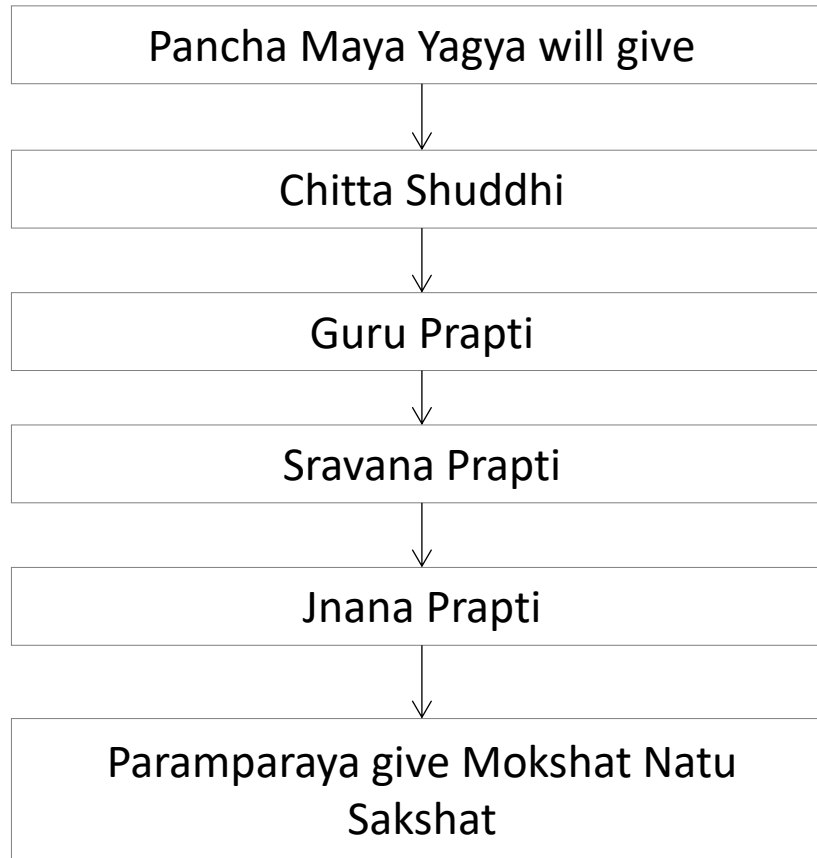 Pancha Maya Yagya will give
Chitta Shuddhi
Guru Prapti
Sravana Prapti
Jnana Prapti
Paramparaya give Mokshat Natu
Sakshat